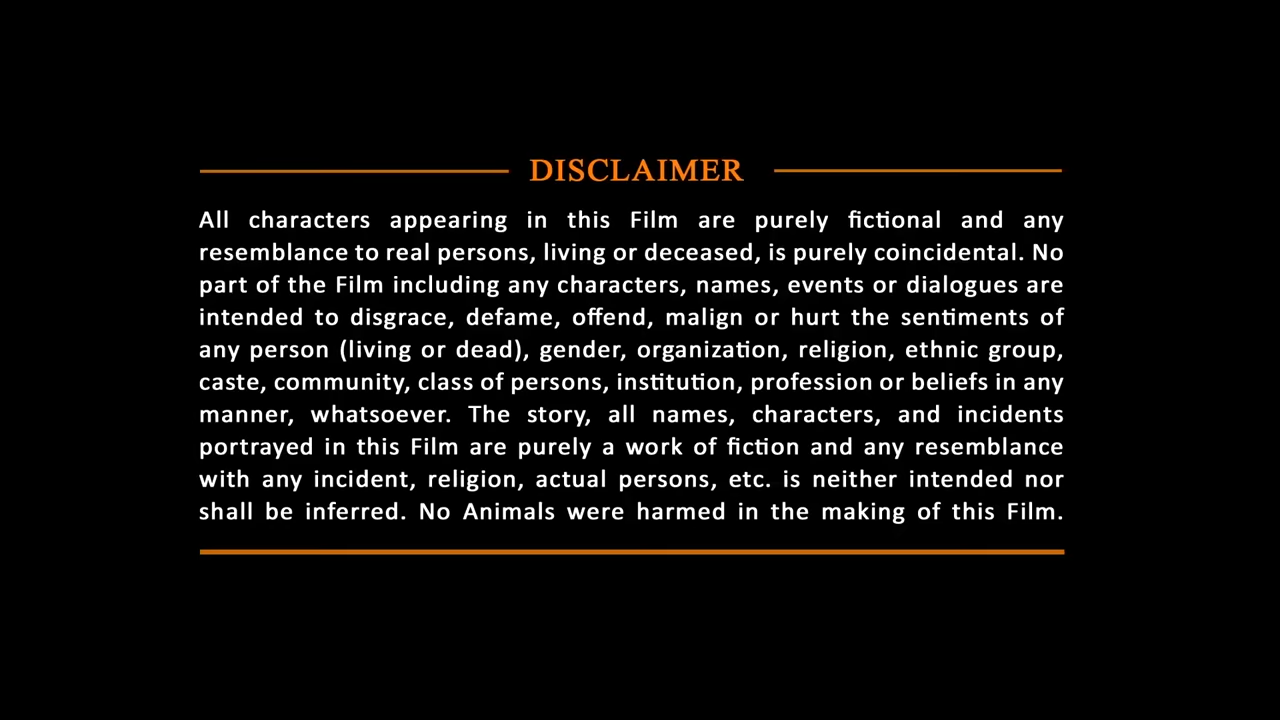 DISCLAIMER
All characters appearing in this Film are purely fictional and any
resemblance to real persons, living or deceased, is purely coincidental. No
part of the Film including any characters, names, events or dialogues are
intended to disgrace, defame, offend, malign or hurt the sentiments of
any person (living or dead), gender, organization, religion, ethnic group,
caste, community, class of persons, institution, profession or beliefs in any
manner, whatsoever. The story, all names, characters, and incidents
portrayed in this Film are purely a work of fiction and any resemblance
with any incident, religion, actual persons, etc. is neither intended nor
shall be inferred. No Animals were harmed in the making of this Film.